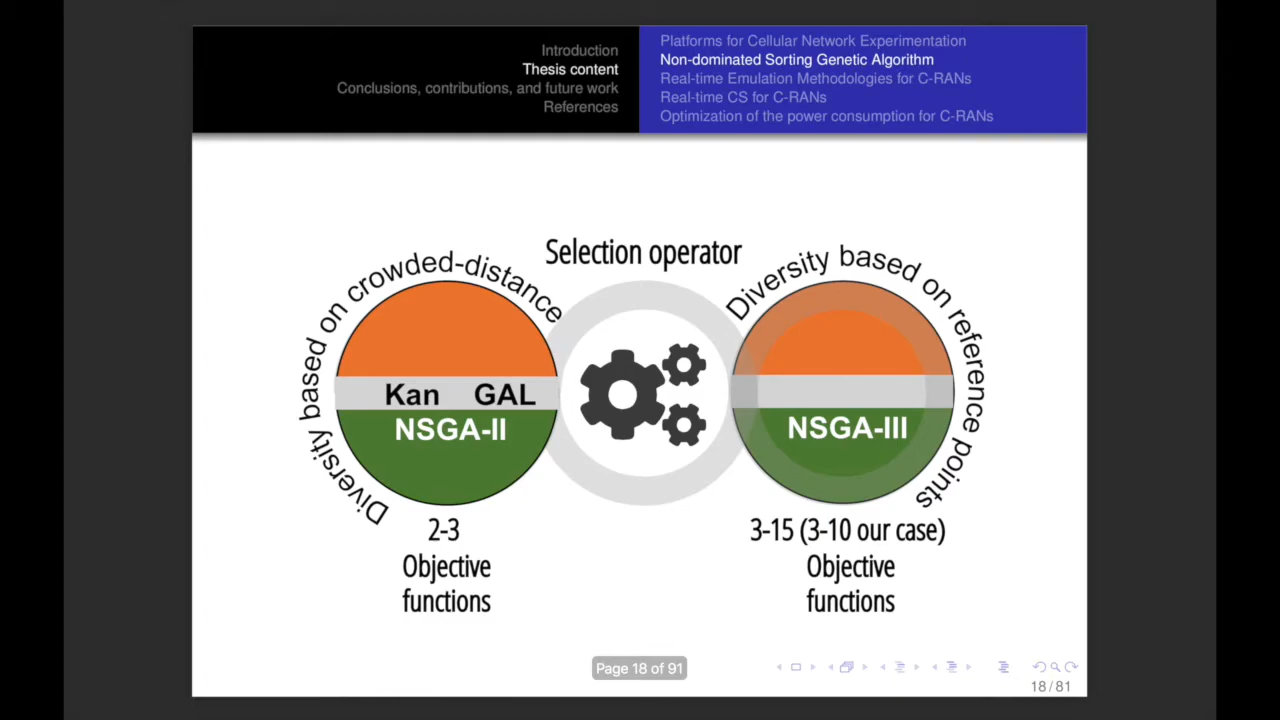 Introduction
Thesis content
Conclusions, contributions, and future work
References
Platforms for Cellular Network Experimentation
Non-dominated Sorting Genetic Algorithm
Real-time Emulation Methodologies for C-RANs
Real-time CS for C-RANs
Optimization of the power consumption for C-RANs
Selection operator
Diversity based on crowded-distance
Kan GAL
NSGA-II
2-3
Objective
functions
Diversity based on reference points
NSGA-III
3-15 (3-10 our case)
Objective
functions
Page 18 of 91
18 / 81